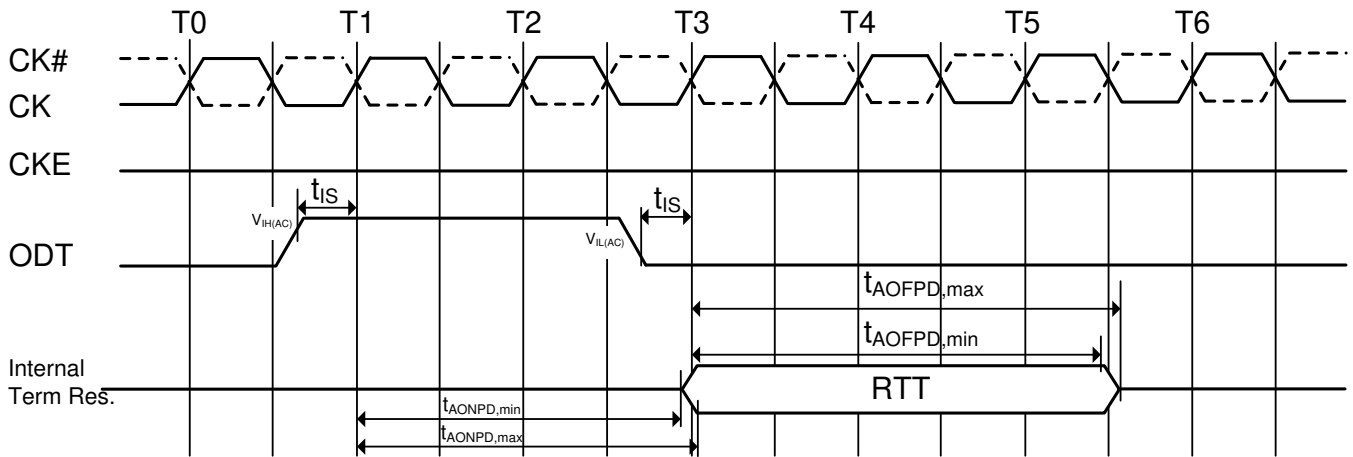 T0 T1 T2 T3 T4 T5 T6
CK#
CK
CKE
tIS
tIS
VIH(AC)
VIL(AC)
ODT
tAOFPD,max
tAOFPD,min
Internal
Term Res.
RTT
tAONPD,min
tAONPD,max